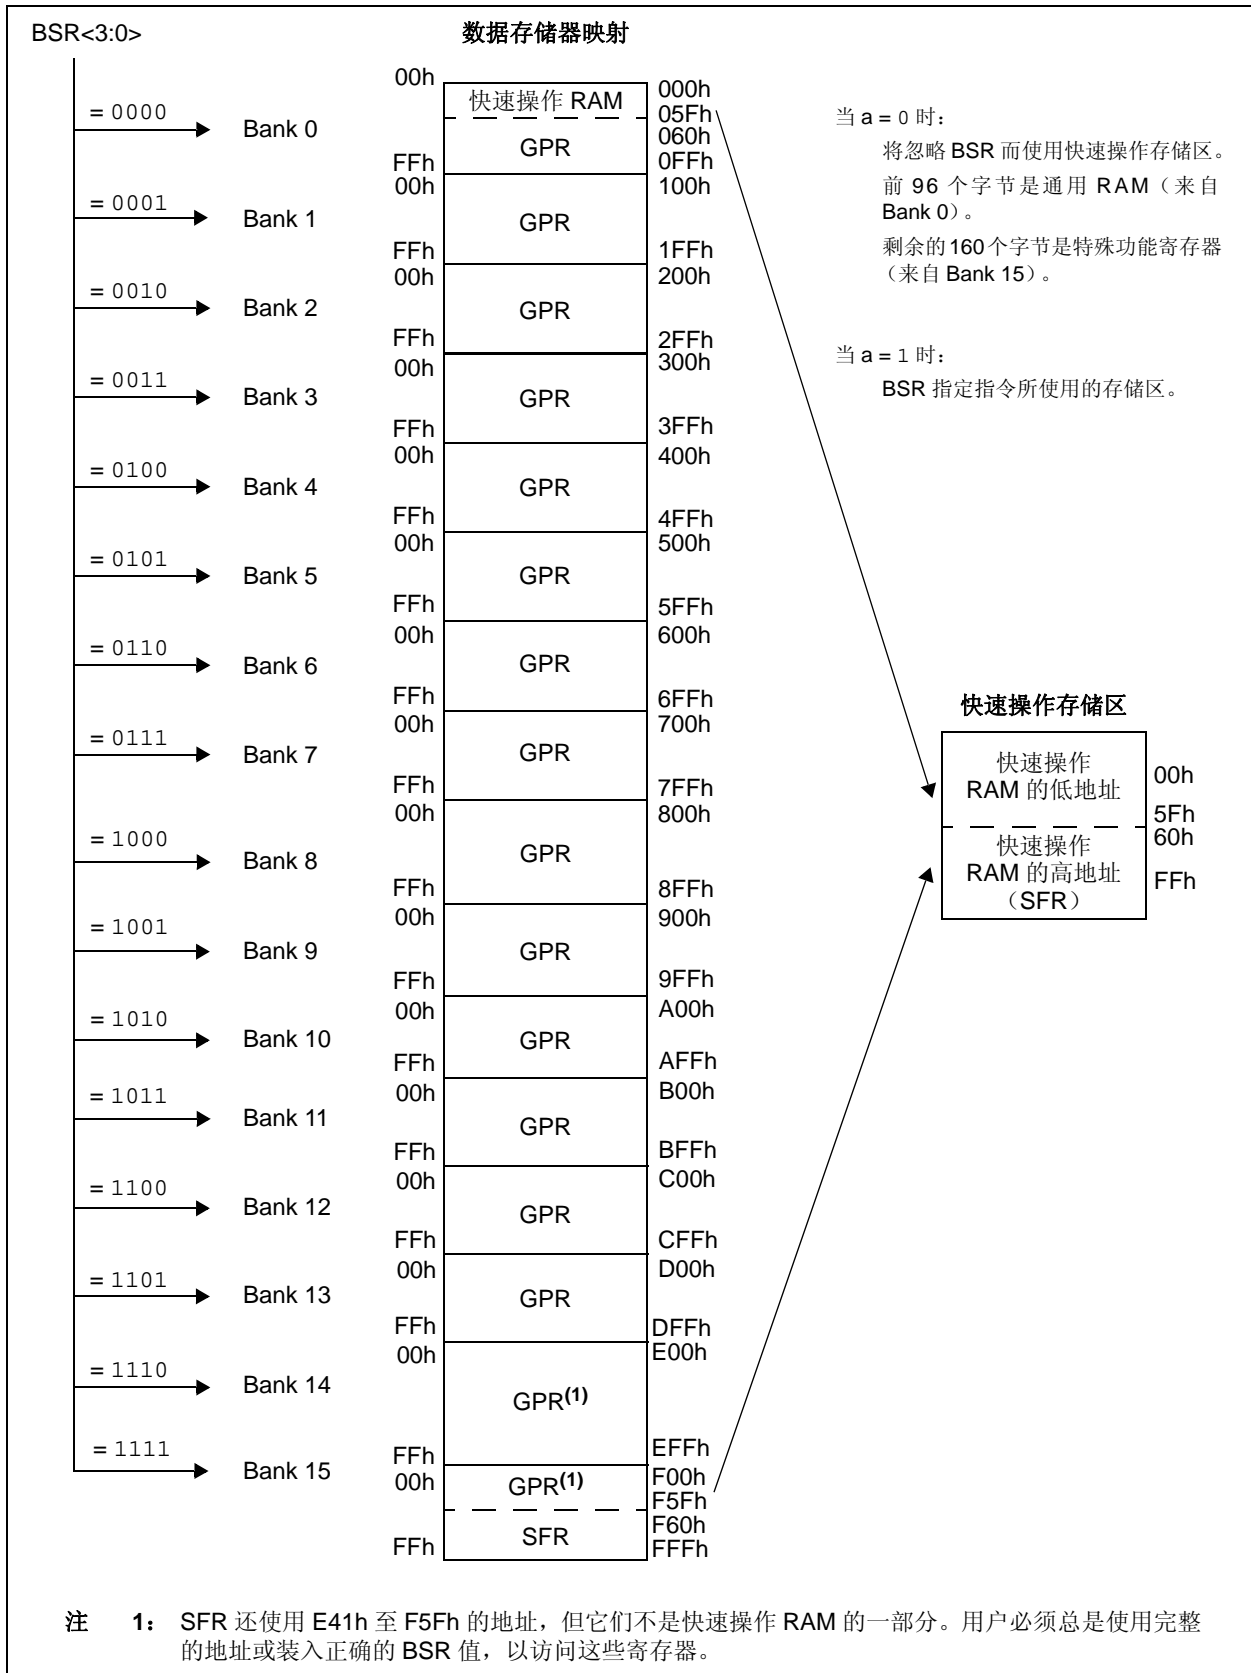 BSR<3:0>
数据存储器映射
= 0000
Bank 0
00h
快速操作 RAM
000h
05Fh
GPR
060h
FFh
0FFh
= 0001
Bank 1
00h
GPR
100h
FFh
1FFh
= 0010
Bank 2
00h
GPR
200h
FFh
2FFh
= 0011
Bank 3
00h
GPR
300h
FFh
3FFh
= 0100
Bank 4
00h
GPR
400h
FFh
4FFh
= 0101
Bank 5
00h
GPR
500h
FFh
5FFh
= 0110
Bank 6
00h
GPR
600h
FFh
6FFh
= 0111
Bank 7
00h
GPR
700h
FFh
7FFh
= 1000
Bank 8
00h
GPR
800h
FFh
8FFh
= 1001
Bank 9
00h
GPR
900h
FFh
9FFh
= 1010
Bank 10
00h
GPR
A00h
FFh
AFFh
= 1011
Bank 11
00h
GPR
B00h
FFh
BFFh
= 1100
Bank 12
00h
GPR
C00h
FFh
CFFh
= 1101
Bank 13
00h
GPR
D00h
FFh
DFFh
= 1110
Bank 14
00h
GPR(1)
E00h
FFh
EFFh
= 1111
Bank 15
00h
GPR(1)
F00h
F5Fh
SFR
F60h
FFh
FFFh
当 a = 0 时：
将忽略 BSR 而使用快速操作存储区。
前 96 个字节是通用 RAM（来自
Bank 0）。
剩余的160个字节是特殊功能寄存器
（来自 Bank 15）。
当 a = 1 时：
BSR 指定指令所使用的存储区。
快速操作存储区
快速操作
RAM 的低地址
00h
5Fh
60h
快速操作
RAM 的高地址
（SFR）
FFh
注 1： SFR 还使用 E41h 至 F5Fh 的地址，但它们不是快速操作 RAM 的一部分。用户必须总是使用完整
的地址或装入正确的 BSR 值，以访问这些寄存器。